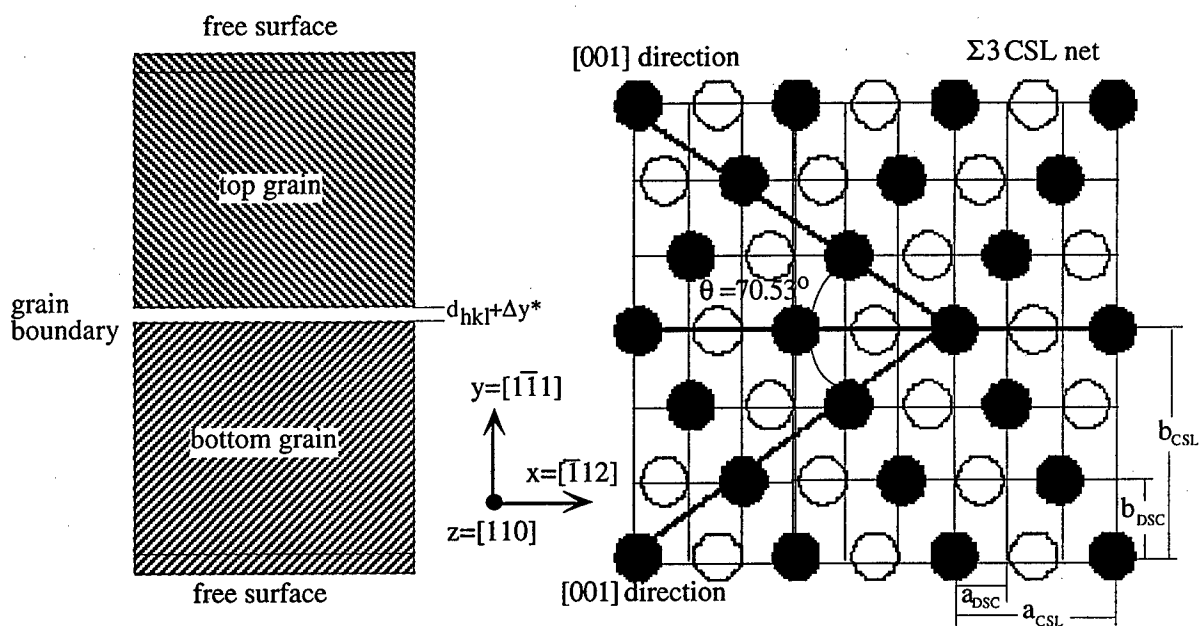 free surface
top grain
grain
boundary
d_hkl+Δy*
bottom grain
free surface
y=[1̅1̅1]
x=[1̅12]
z=[110]
[001] direction
Σ3 CSL net
θ =70.53°
b_CSL
b_DSC
[001] direction
a_DSC
a_CSL